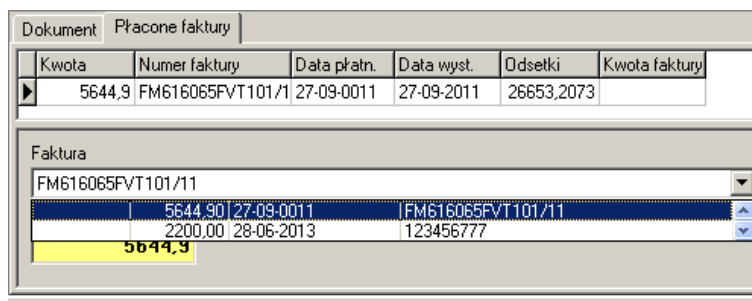 Dokument Płacone faktury
Kwota Numer faktury Data płatn. Data wyst. Odsetki Kwota faktury
5644,9 FM616065FVT101/1 27-09-0011 27-09-2011 26653,2073
Faktura
FM616065FVT101/11
5644,90 27-09-0011 FM616065FVT101/11
2200,00 28-06-2013 123456777
5644,9